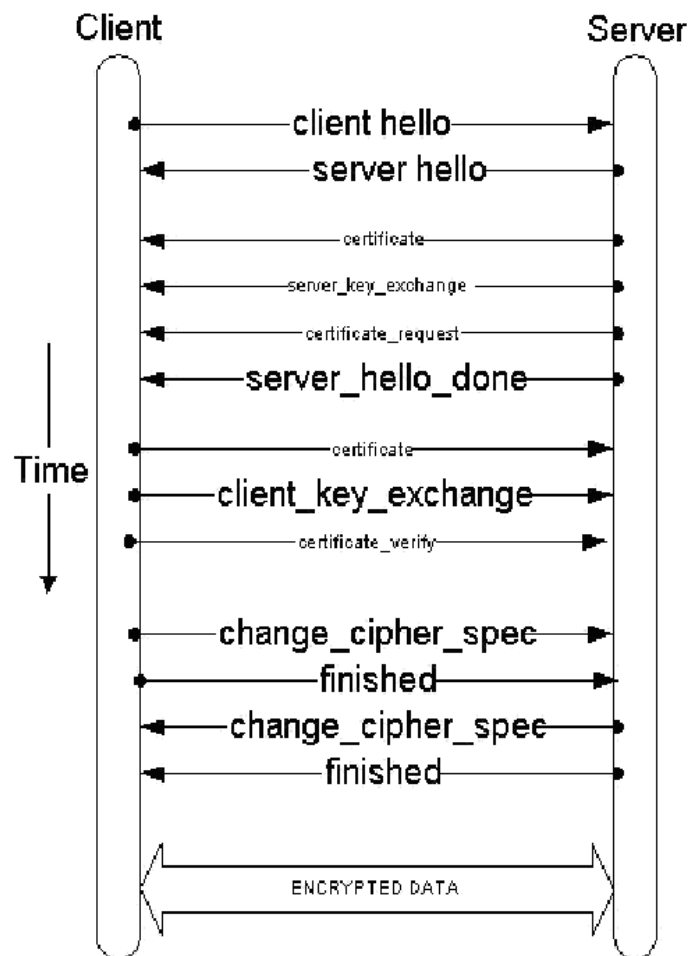 Client
Server
client hello
server hello
certificate
server_key_exchange
certificate_request
server_hello_done
Time
certificate
client_key_exchange
certificate_verify
change_cipher_spec
finished
change_cipher_spec
finished
ENCRYPTED DATA